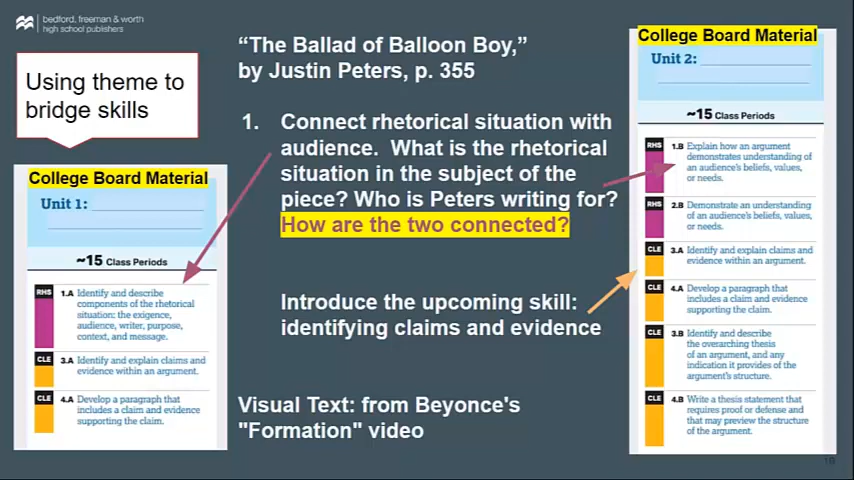 bedford, freeman & worth
high school publishers
Using theme to
bridge skills
“The Ballad of Balloon Boy,”
by Justin Peters, p. 355
1. Connect rhetorical situation with
audience. What is the rhetorical
situation in the subject of the
piece? Who is Peters writing for?
How are the two connected?
Introduce the upcoming skill:
identifying claims and evidence
Visual Text: from Beyonce's
"Formation" video
College Board Material
Unit 1:
~15 Class Periods
RHS 1.A Identify and describe
components of the rhetorical
situation: the exigence,
audience, writer, purpose,
context, and message.
CLE 3.A Identify and explain claims and
evidence within an argument.
CLE 4.A Develop a paragraph that
includes a claim and evidence
supporting the claim.
College Board Material
Unit 2:
~15 Class Periods
RHS 1.B Explain how an argument
demonstrates understanding of
an audience's beliefs, values,
or needs.
RHS 2.B Demonstrate an understanding
of an audience's beliefs, values,
or needs.
CLE 3.A Identify and explain claims and
evidence within an argument.
CLE 4.A Develop a paragraph that
includes a claim and evidence
supporting the claim.
CLE 3.B Identify and describe
the overarching thesis
of an argument, and any
indication it provides of the
argument's structure.
CLE 4.B Write a thesis statement that
requires proof or defense and
that may preview the structure
of the argument.